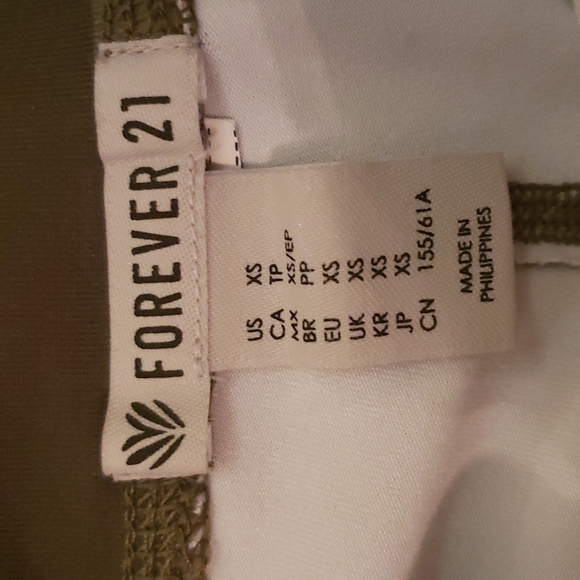 FOREVER 21
US XS
CA TP
MX XS/EP
BR PP
EU XS
UK XS
KR XS
JP XS
CN 155/61A
MADE IN
PHILIPPINES